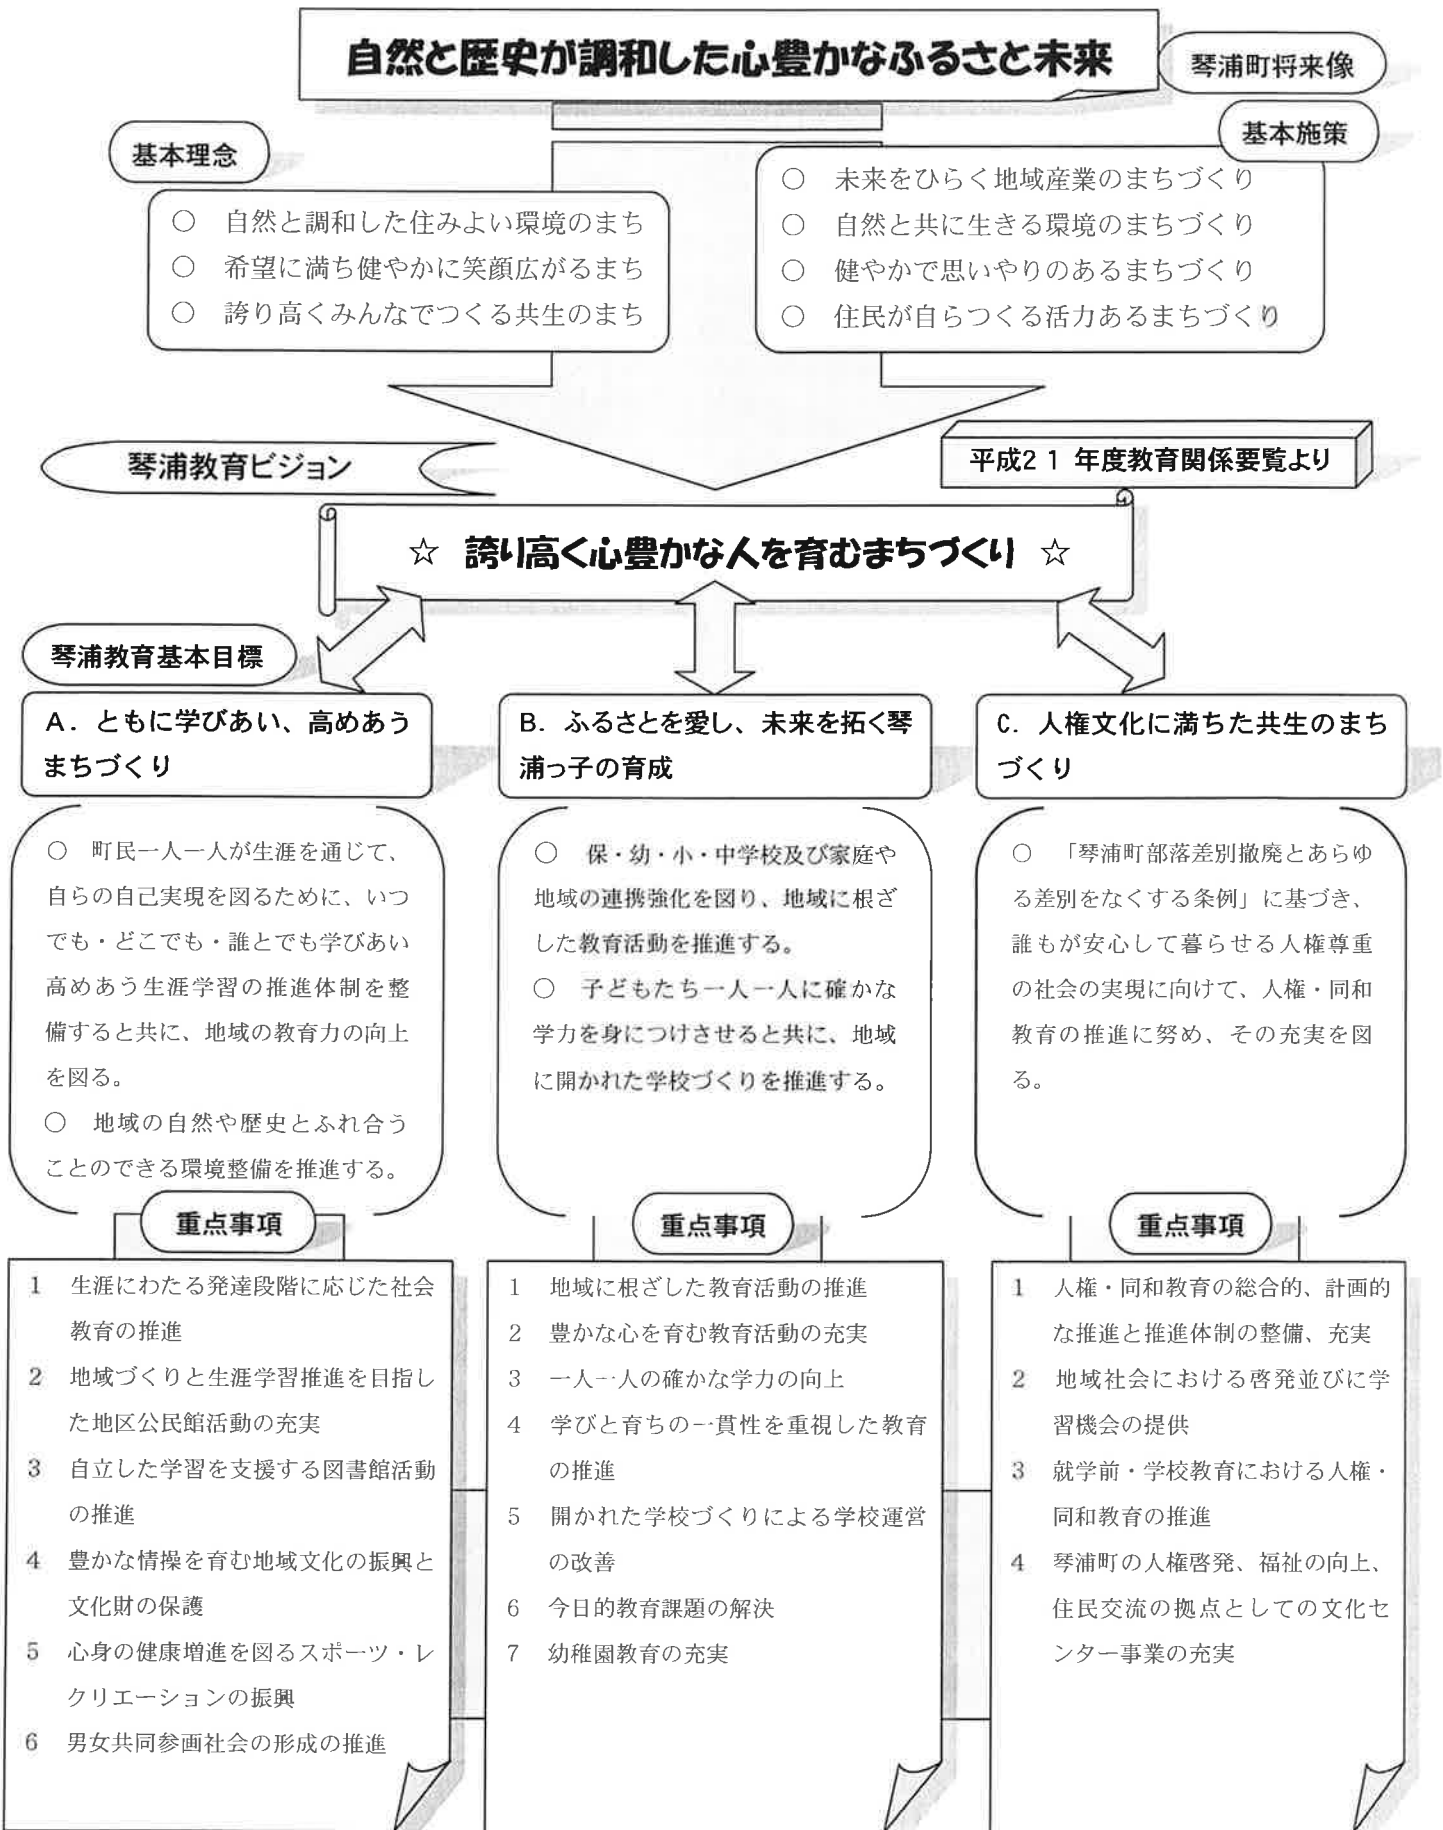 自然と歴史が調和した心豊かなふるさと未来
琴浦町将来像
基本理念
○　自然と調和した住みよい環境のまち
○　希望に満ち健やかに笑顔広がるまち
○　誇り高くみんなでつくる共生のまち
基本施策
○　未来をひらく地域産業のまちづくり
○　自然と共に生きる環境のまちづくり
○　健やかで思いやりのあるまちづくり
○　住民が自らつくる活力あるまちづくり
琴浦教育ビジョン
平成21年度教育関係要覧より
☆ 誇り高く心豊かな人を育むまちづくり ☆
琴浦教育基本目標
A．ともに学びあい、高めあう
まちづくり
○　町民一人一人が生涯を通じて、
自らの自己実現を図るために、いつ
でも・どこでも・誰とでも学びあい
高めあう生涯学習の推進体制を整
備すると共に、地域の教育力の向上
を図る。
○　地域の自然や歴史とふれ合う
ことのできる環境整備を推進する。
重点事項
1　生涯にわたる発達段階に応じた社会
教育の推進
2　地域づくりと生涯学習推進を目指し
た地区公民館活動の充実
3　自立した学習を支援する図書館活動
の推進
4　豊かな情操を育む地域文化の振興と
文化財の保護
5　心身の健康増進を図るスポーツ・レ
クリエーションの振興
6　男女共同参画社会の形成の推進
B．ふるさとを愛し、未来を拓く琴
浦っ子の育成
○　保・幼・小・中学校及び家庭や
地域の連携強化を図り、地域に根ざ
した教育活動を推進する。
○　子どもたち一人一人に確かな
学力を身につけさせると共に、地域
に開かれた学校づくりを推進する。
重点事項
1　地域に根ざした教育活動の推進
2　豊かな心を育む教育活動の充実
3　一人一人の確かな学力の向上
4　学びと育ちの一貫性を重視した教育
の推進
5　開かれた学校づくりによる学校運営
の改善
6　今日的教育課題の解決
7　幼稚園教育の充実
C．人権文化に満ちた共生のまち
づくり
○　「琴浦町部落差別撤廃とあらゆ
る差別をなくする条例」に基づき、
誰もが安心して暮らせる人権尊重
の社会の実現に向けて、人権・同和
教育の推進に努め、その充実を図
る。
重点事項
1　人権・同和教育の総合的、計画的
な推進と推進体制の整備、充実
2　地域社会における啓発並びに学
習機会の提供
3　就学前・学校教育における人権・
同和教育の推進
4　琴浦町の人権啓発、福祉の向上、
住民交流の拠点としての文化セ
ンター事業の充実